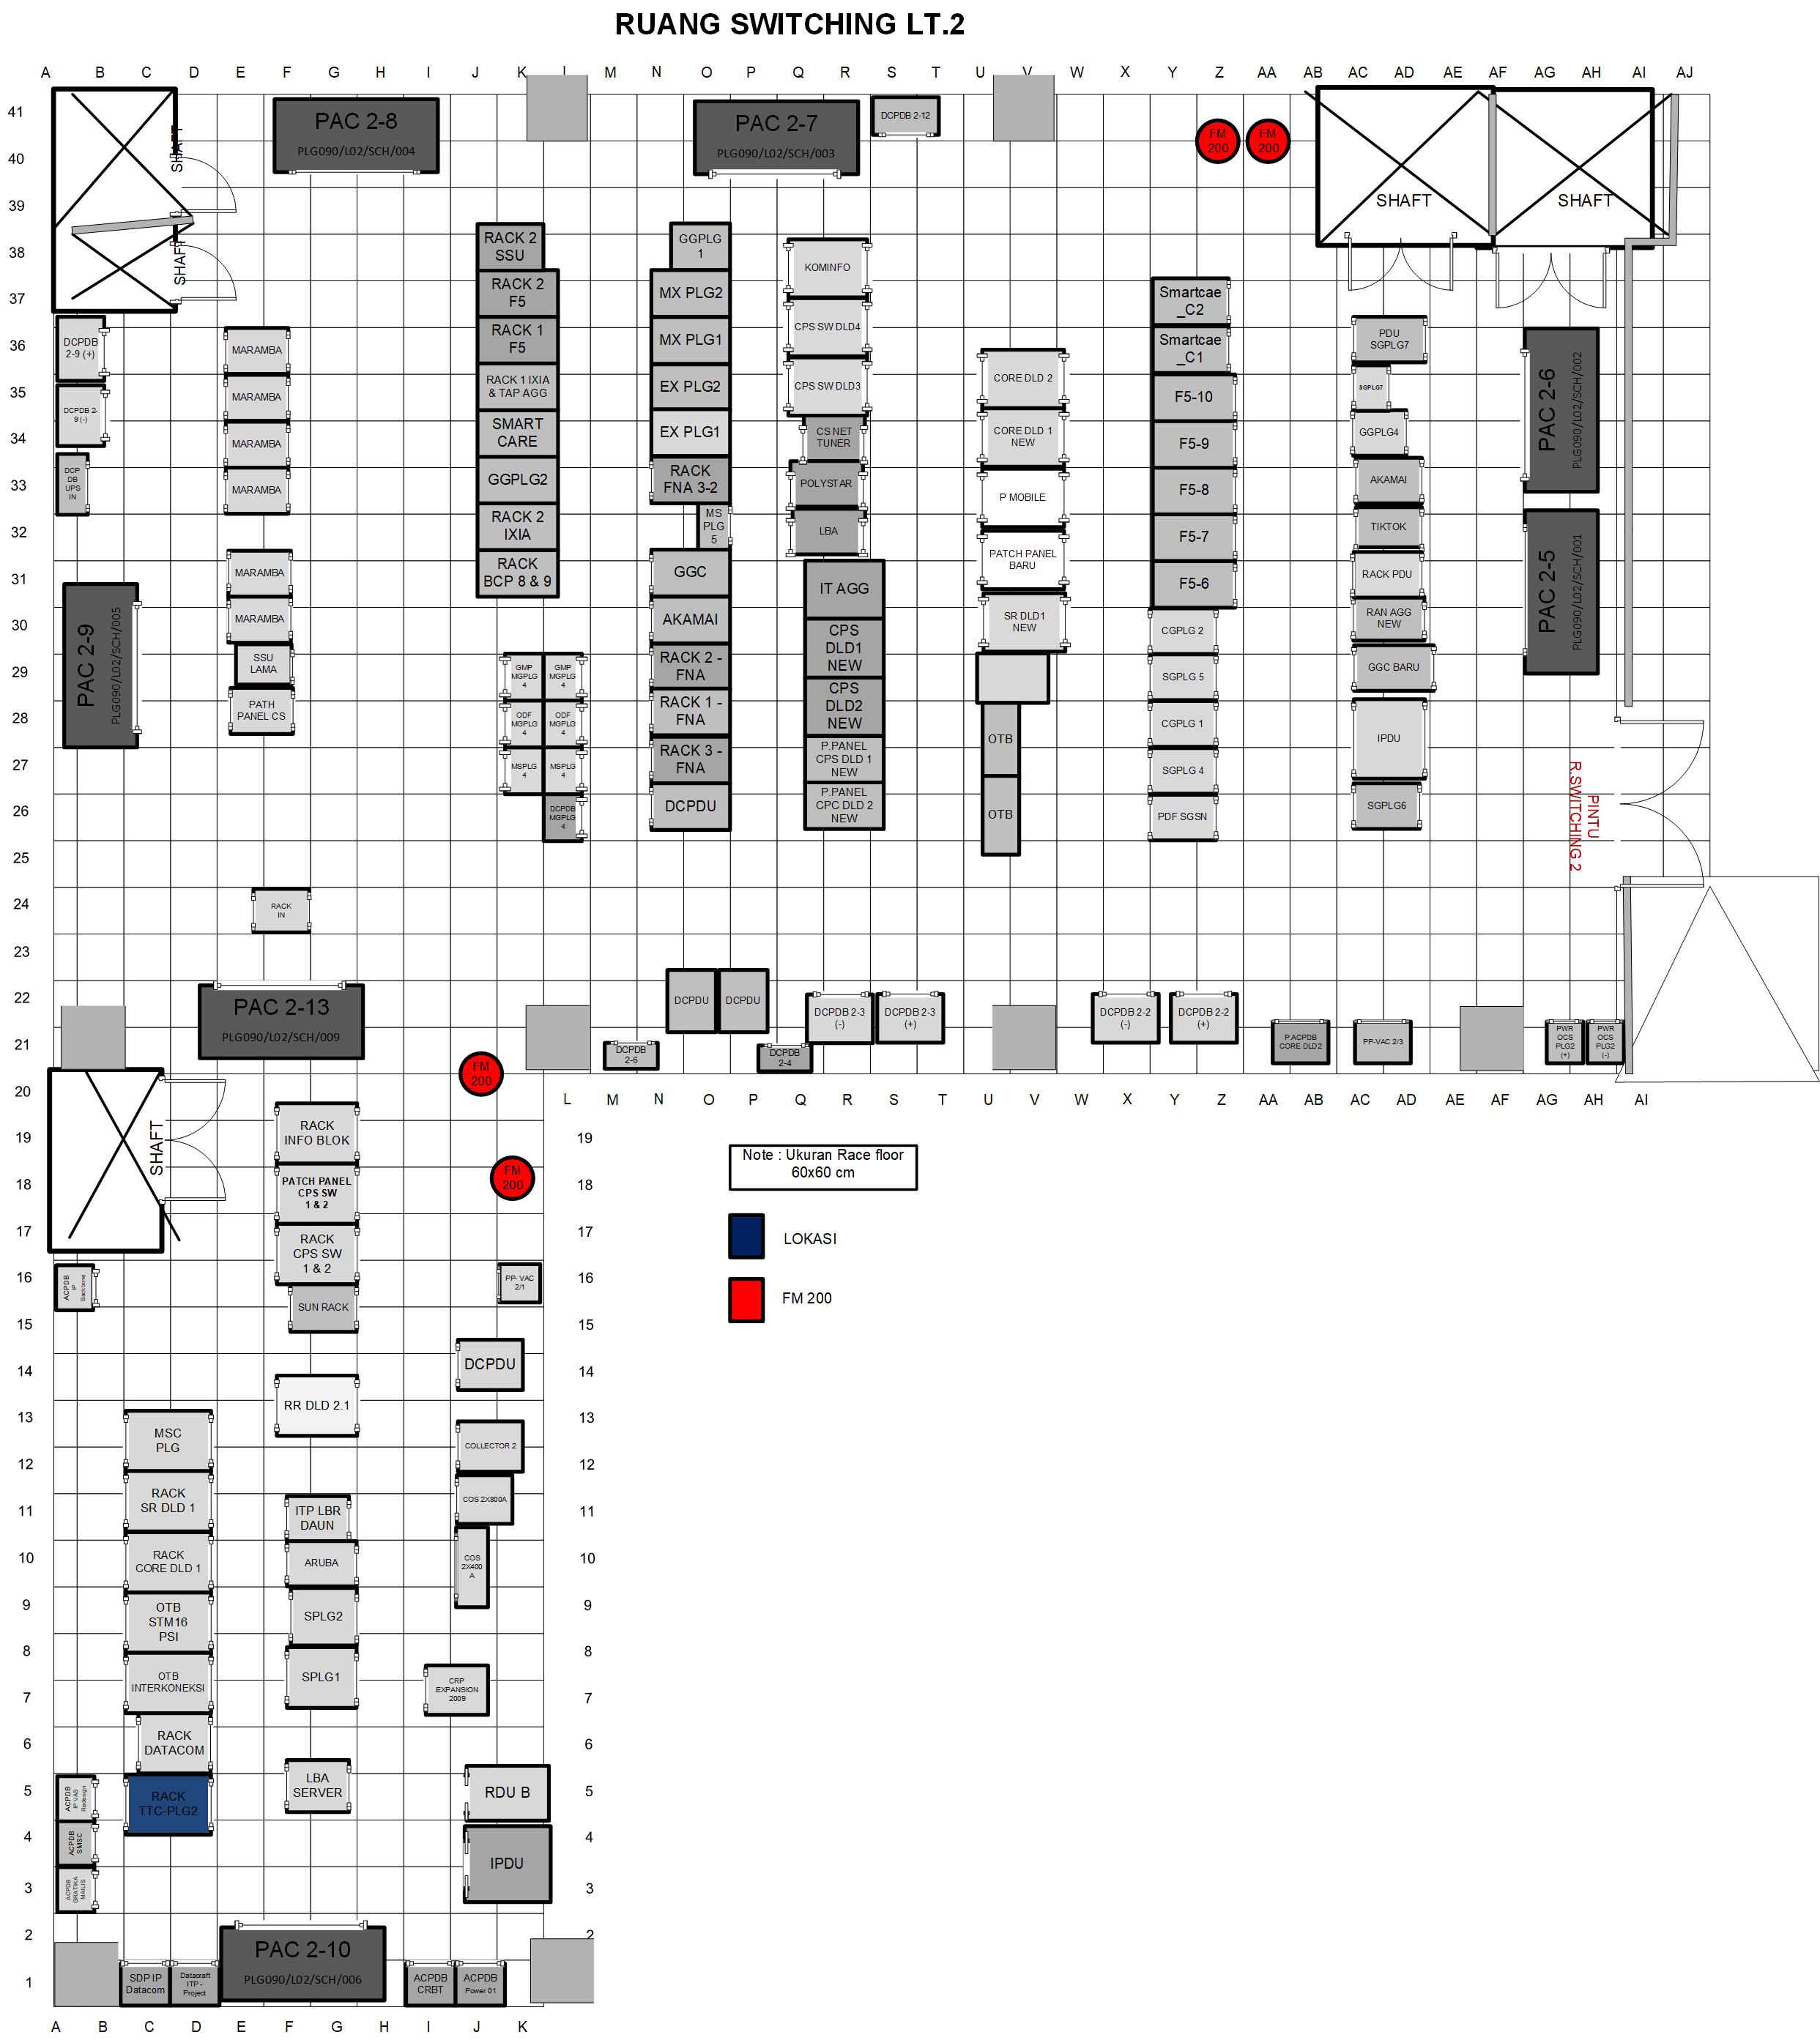 RUANG SWITCHING LT.2
A B C D E F G H I J K L M N O P Q R S T U V W X Y Z AA AB AC AD AE AF AG AH AI AJ
41
40
39
38
37
36
35
34
33
32
31
30
29
28
27
26
25
24
23
22
21
20
19
18
17
16
15
14
13
12
11
10
9
8
7
6
5
4
3
2
1
SHAFT
SHAFT
PAC 2-8
PLG090/L02/SCH/004
PAC 2-7
PLG090/L02/SCH/003
DCPDB 2-12
FM
200
FM
200
SHAFT
SHAFT
DCPDB
2-9 (+)
DCPDB 2-
9 (-)
DCP
DB
UPS
IN
PAC 2-9
PLG090/L02/SCH/005
MARAMBA
MARAMBA
MARAMBA
MARAMBA
MARAMBA
MARAMBA
SSU
LAMA
PATH
PANEL CS
RACK
IN
RACK 2
SSU
RACK 2
F5
RACK 1
F5
RACK 1 IXIA
& TAP AGG
SMART
CARE
GGPLG2
RACK 2
IXIA
RACK
BCP 8 & 9
GMP
MGPLG
4
GMP
MGPLG
4
ODF
MGPLG
4
ODF
MGPLG
4
MSPLG
4
MSPLG
4
DCPDB
MGPLG
4
GGPLG
1
MX PLG2
MX PLG1
EX PLG2
EX PLG1
RACK
FNA 3-2
MS
PLG
5
GGC
AKAMAI
RACK 2 -
FNA
RACK 1 -
FNA
RACK 3 -
FNA
DCPDU
KOMINFO
CPS SW DLD4
CPS SW DLD3
CS NET
TUNER
POLYSTAR
LBA
IT AGG
CPS
DLD1
NEW
CPS
DLD2
NEW
P.PANEL
CPS DLD 1
NEW
P.PANEL
CPC DLD 2
NEW
CORE DLD 2
CORE DLD 1
NEW
P MOBILE
PATCH PANEL
BARU
SR DLD1
NEW
OTB
OTB
Smartcae
_C2
Smartcae
_C1
F5-10
F5-9
F5-8
F5-7
F5-6
CGPLG 2
SGPLG 5
CGPLG 1
SGPLG 4
PDF SGSN
PDU
SGPLG7
SGPLG7
GGPLG4
AKAMAI
TIKTOK
RACK PDU
RAN AGG
NEW
GGC BARU
IPDU
SGPLG6
PAC 2-6
PLG090/L02/SCH/002
PAC 2-5
PLG090/L02/SCH/001
PINTU
R.SWITCHING 2
PAC 2-13
PLG090/L02/SCH/009
DCPDU
DCPDU
DCPDB
2-6
DCPDB
2-4
DCPDB 2-3
(-)
DCPDB 2-3
(+)
DCPDB 2-2
(-)
DCPDB 2-2
(+)
P.ACPDB
CORE DLD2
PP-VAC 2/3
PWR
OCS
PLG2
(+)
PWR
OCS
PLG2
(-)
FM
200
L M N O P Q R S T U V W X Y Z AA AB AC AD AE AF AG AH AI
SHAFT
RACK
INFO BLOK
PATCH PANEL
CPS SW
1 & 2
RACK
CPS SW
1 & 2
SUN RACK
RR DLD 2.1
FM
200
Note : Ukuran Race floor
60x60 cm
LOKASI
FM 200
ACPDB
IP
Backbone
PP- VAC
2/1
DCPDU
COLLECTOR 2
COS 2X800A
COS
2X400
A
CRP
EXPANSION
2009
MSC
PLG
RACK
SR DLD 1
RACK
CORE DLD 1
OTB
STM16
PSI
OTB
INTERKONEKSI
RACK
DATACOM
RACK
TTC-PLG2
ITP LBR
DAUN
ARUBA
SPLG2
SPLG1
LBA
SERVER
RDU B
IPDU
ACPDB
IP VAS
Redesign
ACPDB
SMSC
ACPDB
GRATIKA
MAILIS
19
18
17
16
15
14
13
12
11
10
9
8
7
6
5
4
3
2
PAC 2-10
PLG090/L02/SCH/006
SDP IP
Datacom
Datacraft
ITP -
Project
ACPDB
CRBT
ACPDB
Power 01
A B C D E F G H I J K